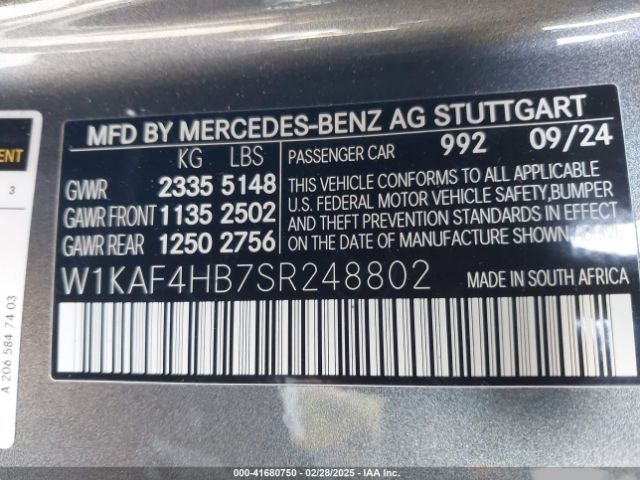 MFD BY MERCEDES-BENZ AG STUTTGART
KG LBS
PASSENGER CAR 992 09/24
GVWR 2335 5148
GAWR FRONT 1135 2502
GAWR REAR 1250 2756
THIS VEHICLE CONFORMS TO ALL APPLICABLE
U.S. FEDERAL MOTOR VEHICLE SAFETY,BUMPER
AND THEFT PREVENTION STANDARDS IN EFFECT
ON THE DATE OF MANUFACTURE SHOWN ABOVE
W1KAF4HB7SR248802
MADE IN SOUTH AFRICA
3
A 206 584 74 03
000-41680750 - 02/28/2025 - IAA Inc.